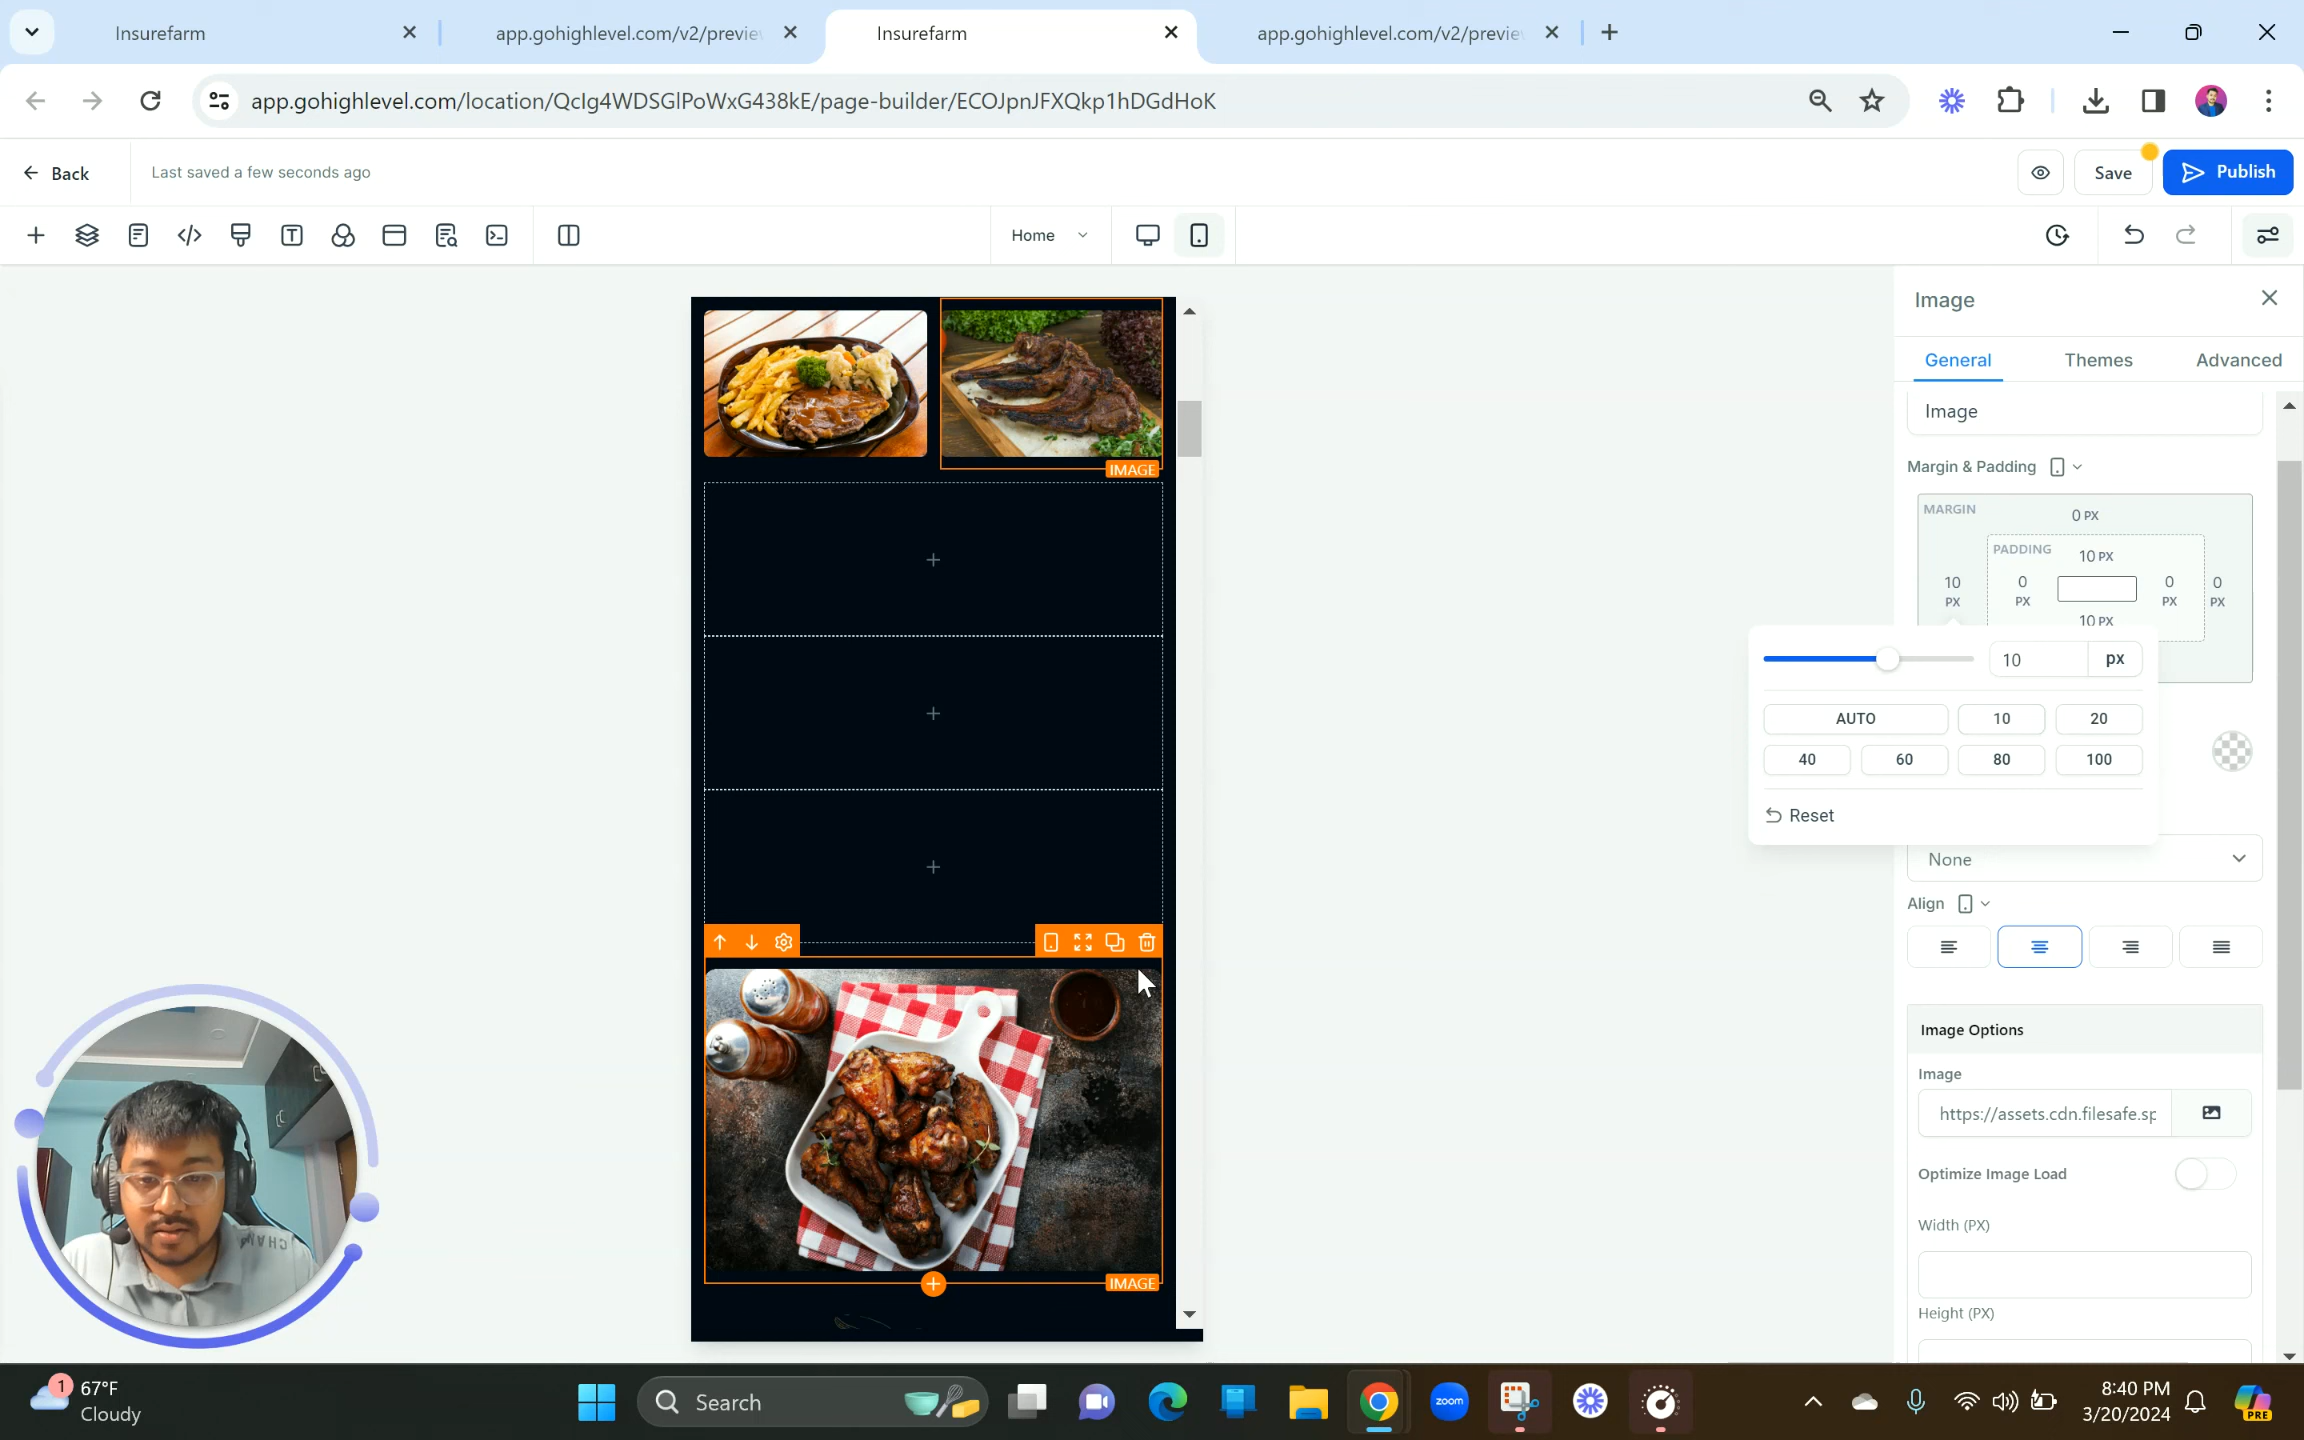 Insurefarm
app.gohighlevel.com/v2/previe
Insurefarm
app.gohighlevel.com/v2/previe
app.gohighlevel.com/location/QcIg4WDSGlPoWxG438kE/page-builder/ECOJpnJFXQkp1hDGdHoK
Back
Last saved a few seconds ago
Save
Publish
Home
Image
General
Themes
Advanced
Image
Margin & Padding
MARGIN
0 PX
PADDING
10 PX
10 PX
0 PX
0 PX
0 PX
10 PX
10
px
AUTO
10
20
40
60
80
100
Reset
None
Align
IMAGE
IMAGE
Image Options
Image
https://assets.cdn.filesafe.sp
Optimize Image Load
Width (PX)
Height (PX)
CHAN
1
67°F
Cloudy
Search
zoom
8:40 PM
3/20/2024
PRE